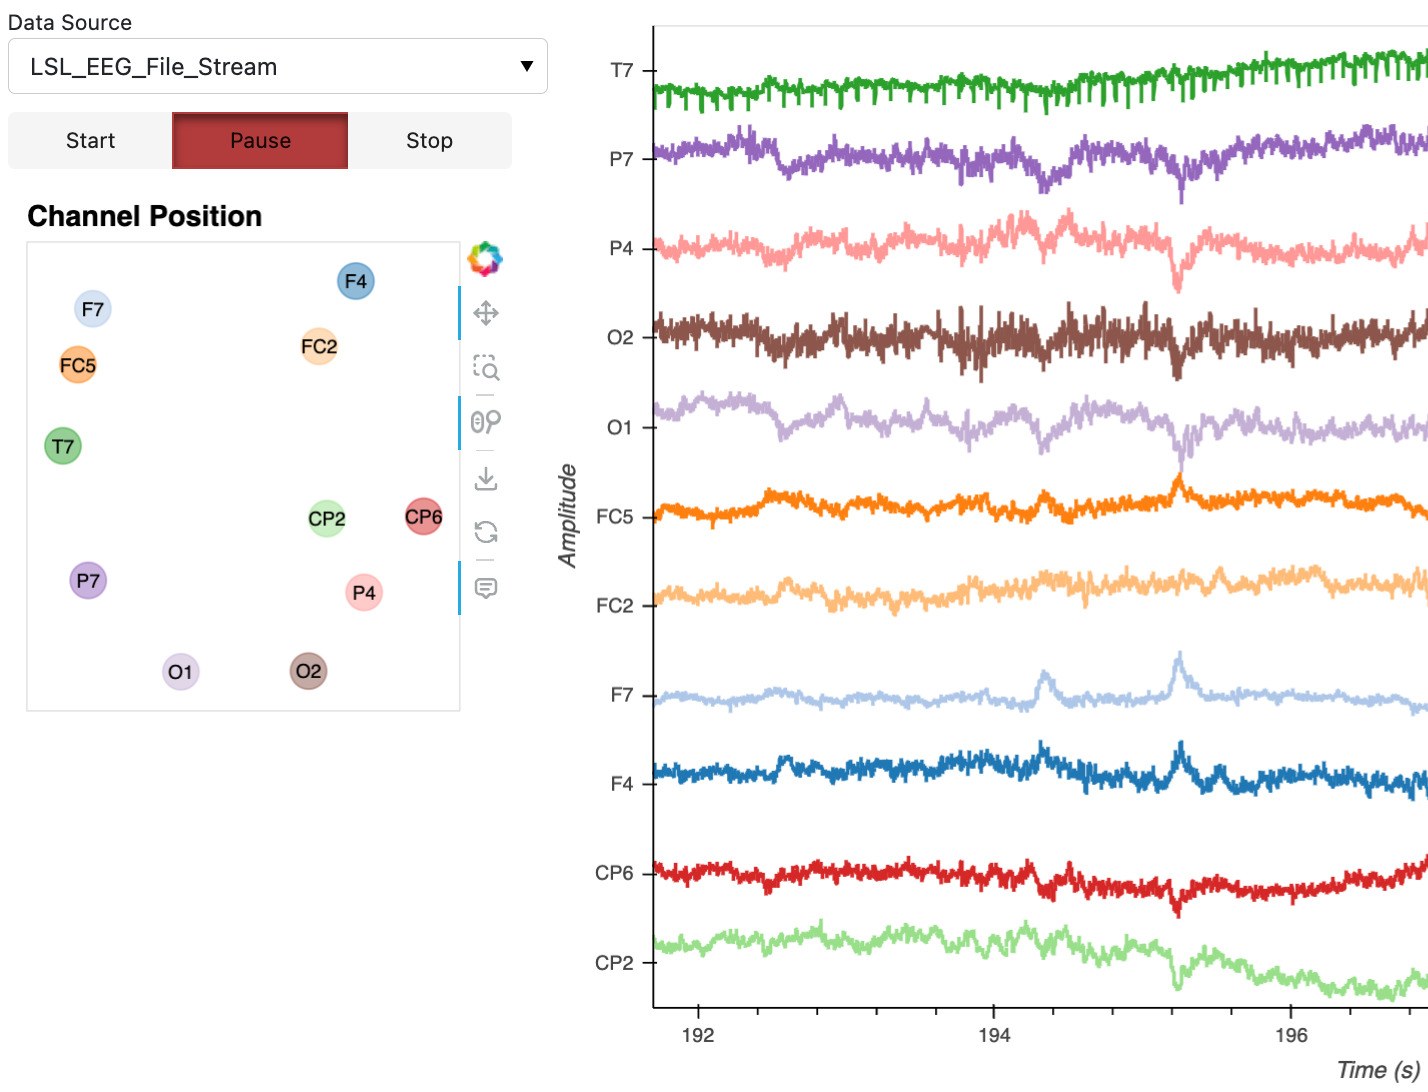 Data Source
LSL_EEG_File_Stream
Start
Pause
Stop
Channel Position
F4
F7
FC2
FC5
T7
CP2
CP6
P7
P4
O1
O2
Amplitude
T7
P7
P4
O2
O1
FC5
FC2
F7
F4
CP6
CP2
192
194
196
Time (s)